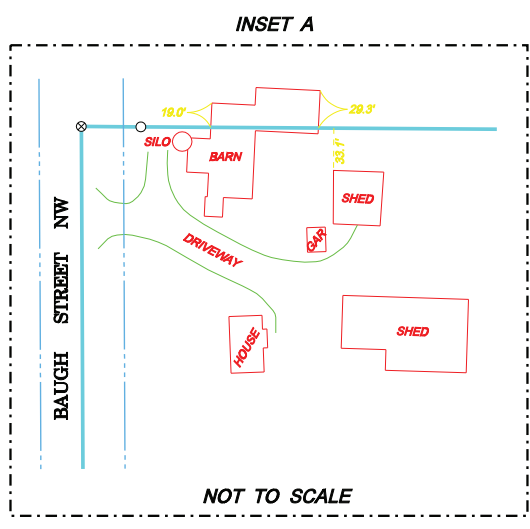 INSET A
19.0'
29.3'
SILO
BARN
33.1'
SHED
GAR
DRIVEWAY
BAUGH STREET NW
HOUSE
SHED
NOT TO SCALE